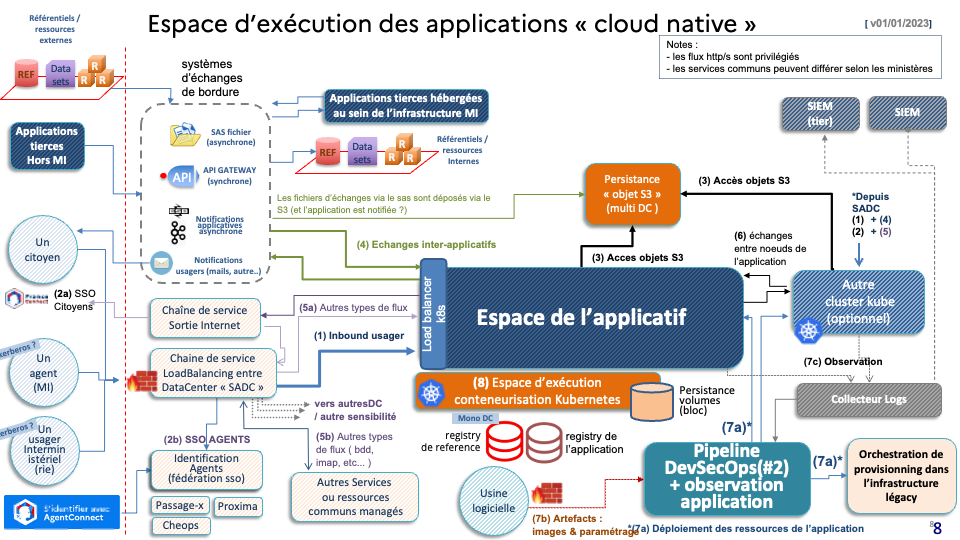 Espace d'exécution des applications « cloud native »
[ v01/01/2023]
Notes :
- les flux http/s sont privilégiés
- les services communs peuvent différer selon les ministères
Référentiels /
ressources
externes
REF
Data
sets
R
R
R
systèmes
d'échanges
de bordure
Applications
tierces
Hors MI
SAS fichier
(asynchrone)
API
API GATEWAY
(synchrone)
Notifications
applicatives
asynchrone
Notifications
usagers (mails, autre..)
Applications tierces hébergées
au sein de l'infrastructure MI
REF
Data
sets
R
R
R
Référentiels /
ressources
Internes
SIEM
(tier)
SIEM
Les fichiers d'échanges via le sas sont déposés via le
S3 (et l'application est notifiée ?)
Persistance
« objet S3 »
(multi DC )
(3) Accès objets S3
*Depuis
SADC
(1) + (4)
(2) + (5)
(4) Echanges inter-applicatifs
(3) Acces objets S3
(6) échanges
entre noeuds de
l'application
Un
citoyen
France
Connect
(2a) SSO
Citoyens
Chaîne de service
Sortie Internet
(5a) Autres types de flux
(1) Inbound usager
Load balancer
k8s
Espace de l'applicatif
Autre
cluster kube
(optionnel)
(7c) Observation
kerberos ?
Un
agent
(MI)
Chaine de service
LoadBalancing entre
DataCenter « SADC »
vers autresDC
/ autre sensibilité
(8) Espace d'exécution
conteneurisation Kubernetes
Persistance
volumes
(bloc)
Collecteur Logs
Mono DC
registry
de reference
registry de
l'application
(7a)*
kerberos ?
Un
usager
Intermin
istériel
(rie)
(2b) SSO AGENTS
(5b) Autres types
de flux ( bdd,
imap, etc... )
Identification
Agents
(fédération sso)
Passage-x
Proxima
Cheops
S'identifier avec
AgentConnect
Autres Services
ou ressources
communs managés
Usine
logicielle
(7b) Artefacts :
images & paramétrage
Pipeline
DevSecOps(#2)
+ observation
application
(7a)*
Orchestration de
provisionning dans
l'infrastructure
légacy
*/(7a) Déploiement des ressources de l'application
8
8